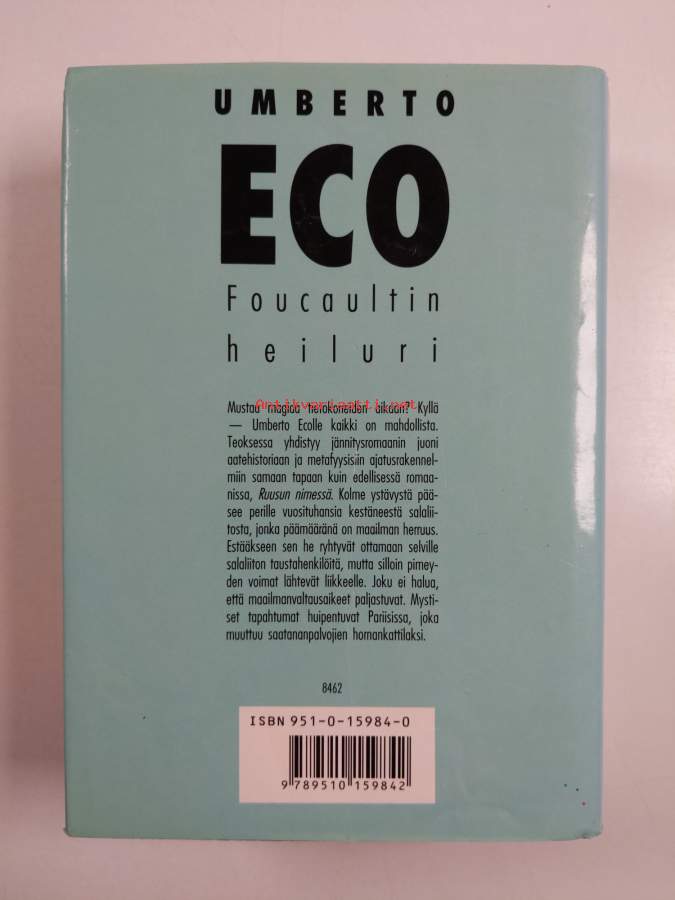 UMBERTO
ECO
Foucaultin
heiluri
Antikvariaatti.net
Mustaa magiaa tietokoneiden aikaan? Kyllä
— Umberto Ecolle kaikki on mahdollista.
Teoksessa yhdistyy jännitysromaanin juoni
aatehistoriaan ja metafyysisiin ajatusrakennel-
miin samaan tapaan kuin edellisessä romaa-
nissa, Ruusun nimessä. Kolme ystävystä pää-
see perille vuosituhansia kestäneestä salalii-
tosta, jonka päämääränä on maailman herruus.
Estääkseen sen he ryhtyvät ottamaan selville
salaliiton taustahenkilöitä, mutta silloin pimey-
den voimat lähtevät liikkeelle. Joku ei halua,
että maailmanvaltausaikeet paljastuvat. Mysti-
set tapahtumat huipentuvat Pariisissa, joka
muuttuu saatananpalvojien hornankattilaksi.
8462
ISBN 951-0-15984-0
9 789510 159842